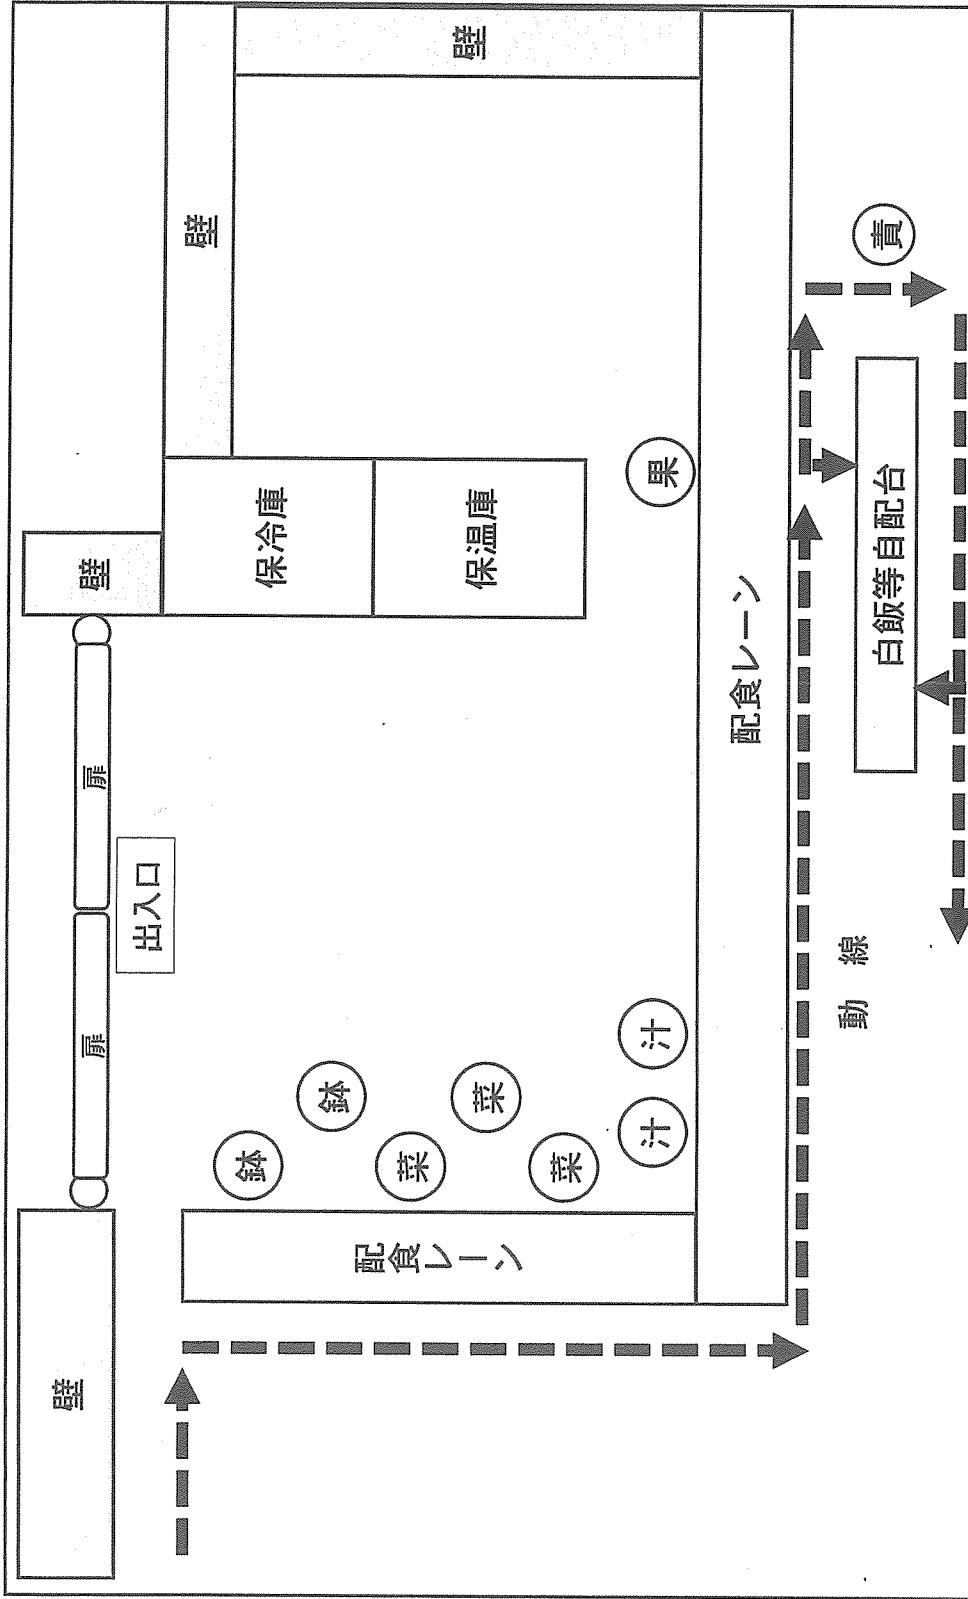 壁
扉
扉
壁
出入口
壁
鉢
保冷庫
鉢
菜
配食レーン
壁
保温庫
菜
菜
汁
汁
果
配食レーン
動 線
白飯等自配台
責